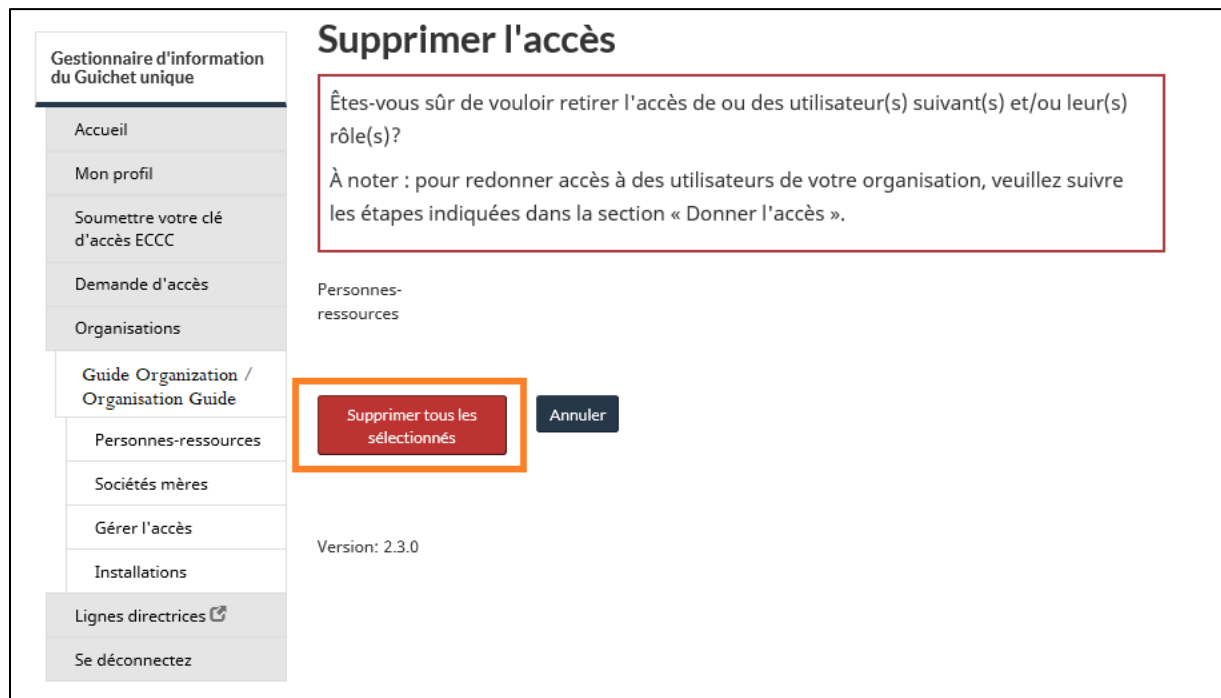 Gestionnaire d'information
du Guichet unique
Accueil
Mon profil
Soumettre votre clé
d'accès ECCC
Demande d'accès
Organisations
Guide Organization /
Organisation Guide
Personnes-ressources
Sociétés mères
Gérer l'accès
Installations
Lignes directrices
Se déconnectez
Supprimer l'accès
Êtes-vous sûr de vouloir retirer l'accès de ou des utilisateur(s) suivant(s) et/ou leur(s)
rôle(s)?
À noter : pour redonner accès à des utilisateurs de votre organisation, veuillez suivre
les étapes indiquées dans la section « Donner l'accès ».
Personnes-
ressources
Supprimer tous les
sélectionnés
Annuler
Version: 2.3.0